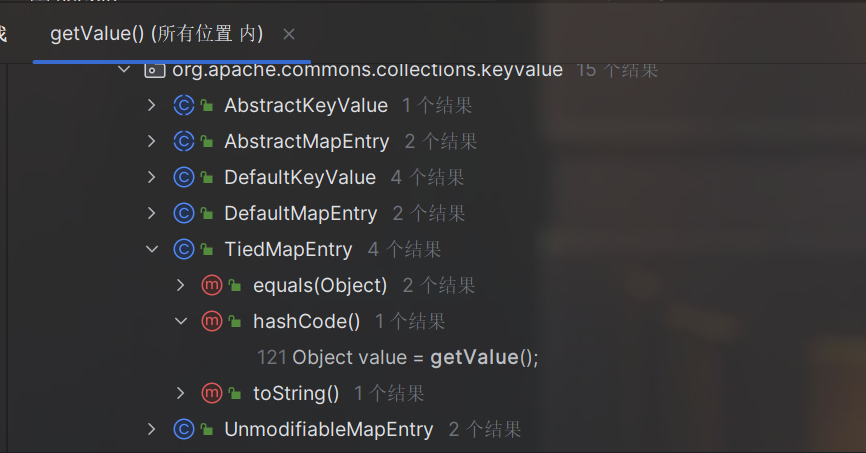 getValue() (所有位置 内)
org.apache.commons.collections.keyvalue 15 个结果
AbstractKeyValue 1 个结果
AbstractMapEntry 2 个结果
DefaultKeyValue 4 个结果
DefaultMapEntry 2 个结果
TiedMapEntry 4 个结果
equals(Object) 2 个结果
hashCode() 1 个结果
121 Object value = getValue();
toString() 1 个结果
UnmodifiableMapEntry 2 个结果